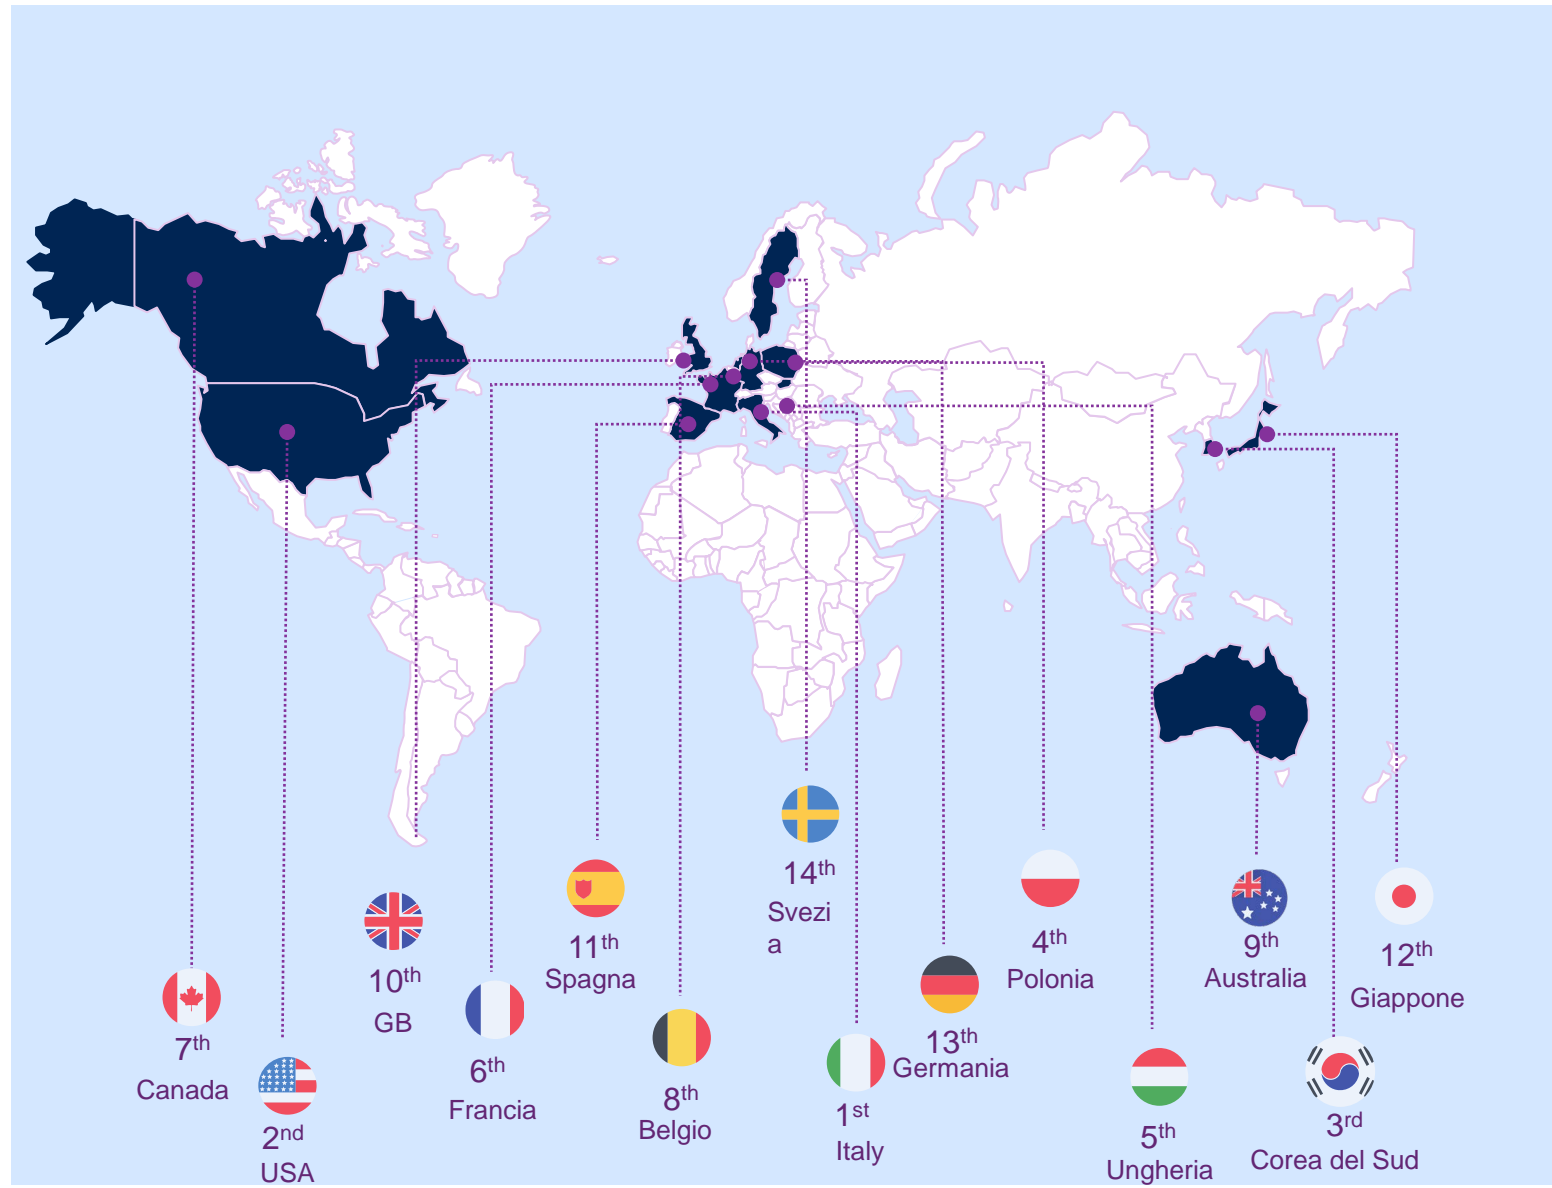 7th
Canada
2nd
USA
10th
GB
6th
Francia
11th
Spagna
8th
Belgio
14th
Svezi
a
1st
Italy
13th
Germania
4th
Polonia
5th
Ungheria
9th
Australia
3rd
Corea del Sud
12th
Giappone